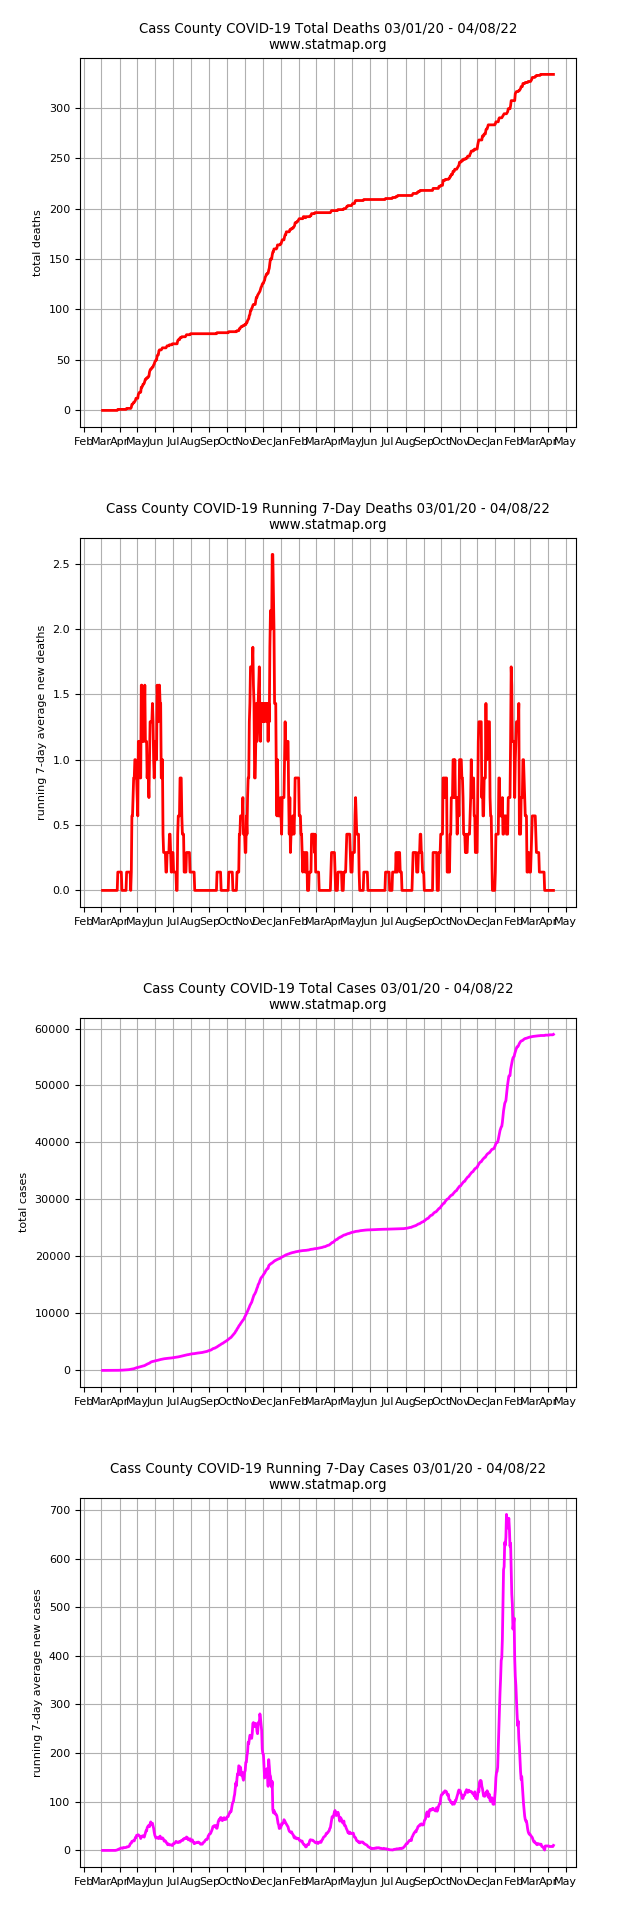 Cass County COVID-19 Total Deaths 03/01/20 - 04/08/22
www.statmap.org
300
250
200
150
100
50
0
total deaths
Feb Mar Apr May Jun Jul Aug Sep Oct Nov Dec Jan Feb Mar Apr May Jun Jul Aug Sep Oct Nov Dec Jan Feb Mar Apr May
Cass County COVID-19 Running 7-Day Deaths 03/01/20 - 04/08/22
www.statmap.org
2.5
2.0
1.5
1.0
0.5
0.0
running 7-day average new deaths
Feb Mar Apr May Jun Jul Aug Sep Oct Nov Dec Jan Feb Mar Apr May Jun Jul Aug Sep Oct Nov Dec Jan Feb Mar Apr May
Cass County COVID-19 Total Cases 03/01/20 - 04/08/22
www.statmap.org
60000
50000
40000
30000
20000
10000
0
total cases
Feb Mar Apr May Jun Jul Aug Sep Oct Nov Dec Jan Feb Mar Apr May Jun Jul Aug Sep Oct Nov Dec Jan Feb Mar Apr May
Cass County COVID-19 Running 7-Day Cases 03/01/20 - 04/08/22
www.statmap.org
700
600
500
400
300
200
100
0
running 7-day average new cases
Feb Mar Apr May Jun Jul Aug Sep Oct Nov Dec Jan Feb Mar Apr May Jun Jul Aug Sep Oct Nov Dec Jan Feb Mar Apr May